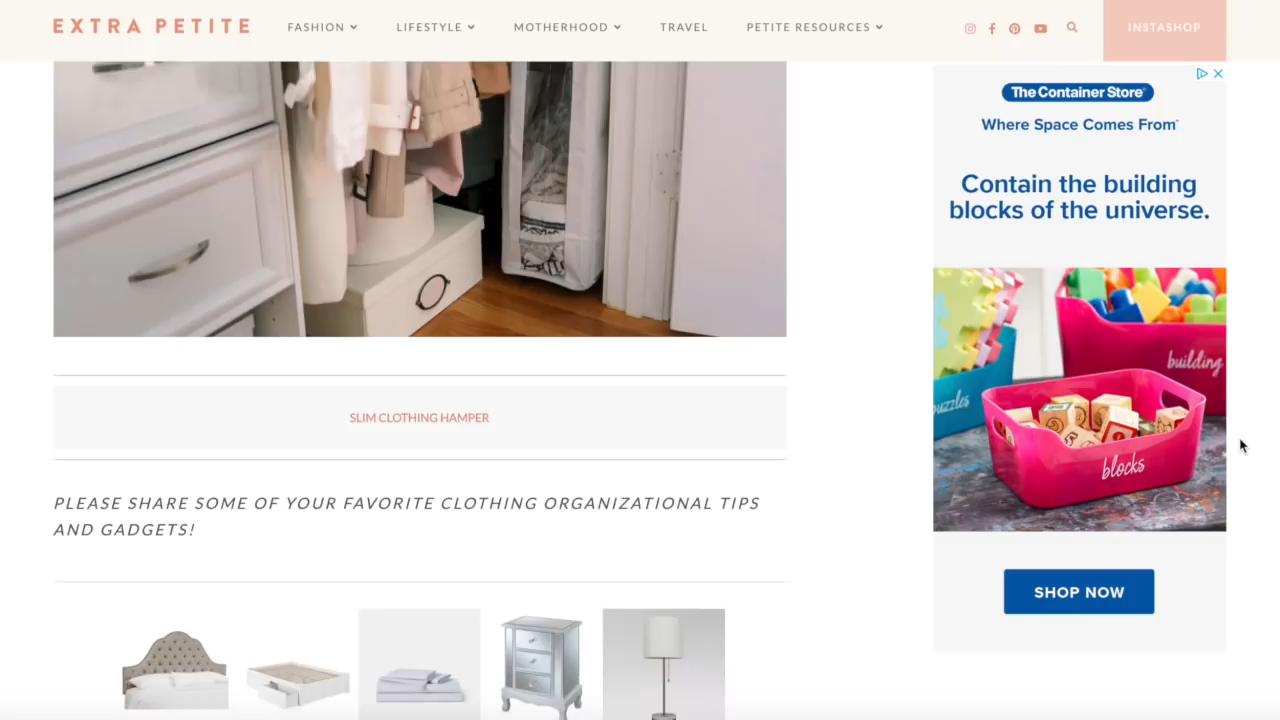 EXTRA PETITE
FASHION
LIFESTYLE
MOTHERHOOD
TRAVEL
PETITE RESOURCES
INSTASHOP
SLIM CLOTHING HAMPER
PLEASE SHARE SOME OF YOUR FAVORITE CLOTHING ORGANIZATIONAL TIPS
AND GADGETS!
The Container Store®
Where Space Comes From™
Contain the building
blocks of the universe.
puzzles
building
blocks
SHOP NOW